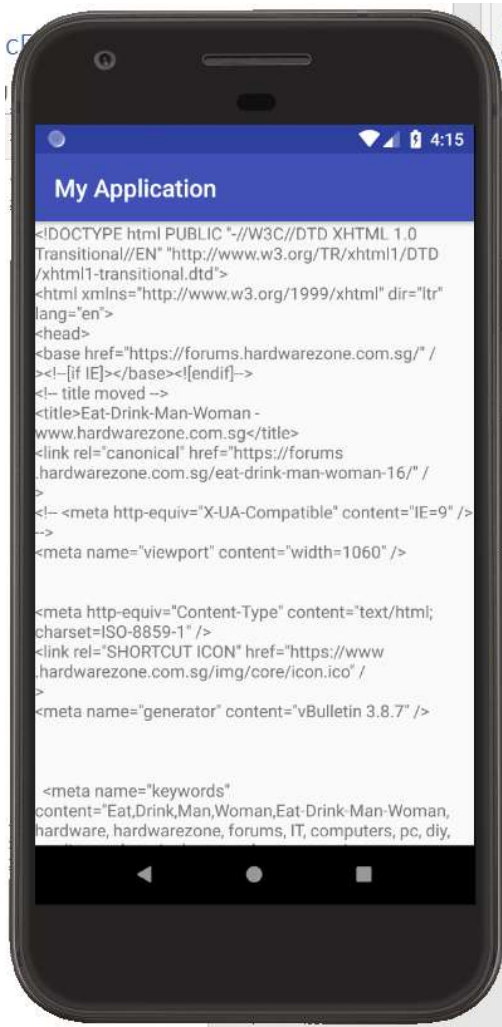 4:15
My Application
<!DOCTYPE html PUBLIC "-//W3C//DTD XHTML 1.0
Transitional//EN" "http://www.w3.org/TR/xhtml1/DTD
/xhtml1-transitional.dtd">
<html xmlns="http://www.w3.org/1999/xhtml" dir="ltr"
lang="en">
<head>
<base href="https://forums.hardwarezone.com.sg/" /
><!--[if IE]></base><![endif]-->
<!-- title moved -->
<title>Eat-Drink-Man-Woman -
www.hardwarezone.com.sg</title>
<link rel="canonical" href="https://forums
.hardwarezone.com.sg/eat-drink-man-woman-16/" /
>
<!-- <meta http-equiv="X-UA-Compatible" content="IE=9" />
-->
<meta name="viewport" content="width=1060" />
<meta http-equiv="Content-Type" content="text/html;
charset=ISO-8859-1" />
<link rel="SHORTCUT ICON" href="https://www
.hardwarezone.com.sg/img/core/icon.ico" /
>
<meta name="generator" content="vBulletin 3.8.7" />
<meta name="keywords"
content="Eat,Drink,Man,Woman,Eat-Drink-Man-Woman,
hardware, hardwarezone, forums, IT, computers, pc, diy,